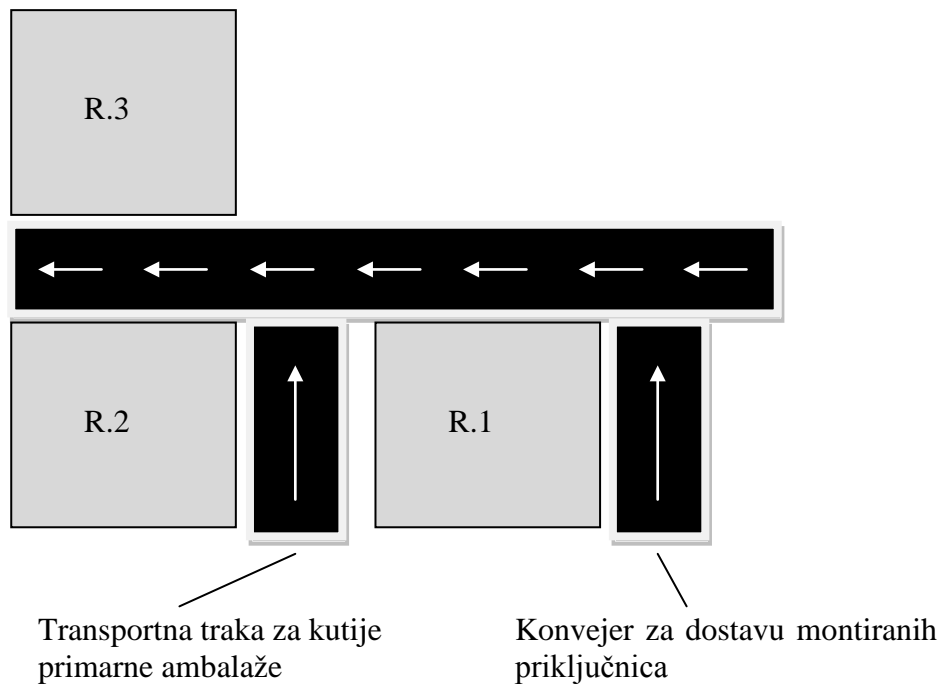 R.3
R.2
R.1
Transportna traka za kutije
primarne ambalaže
Konvejer za dostavu montiranih
priključnica